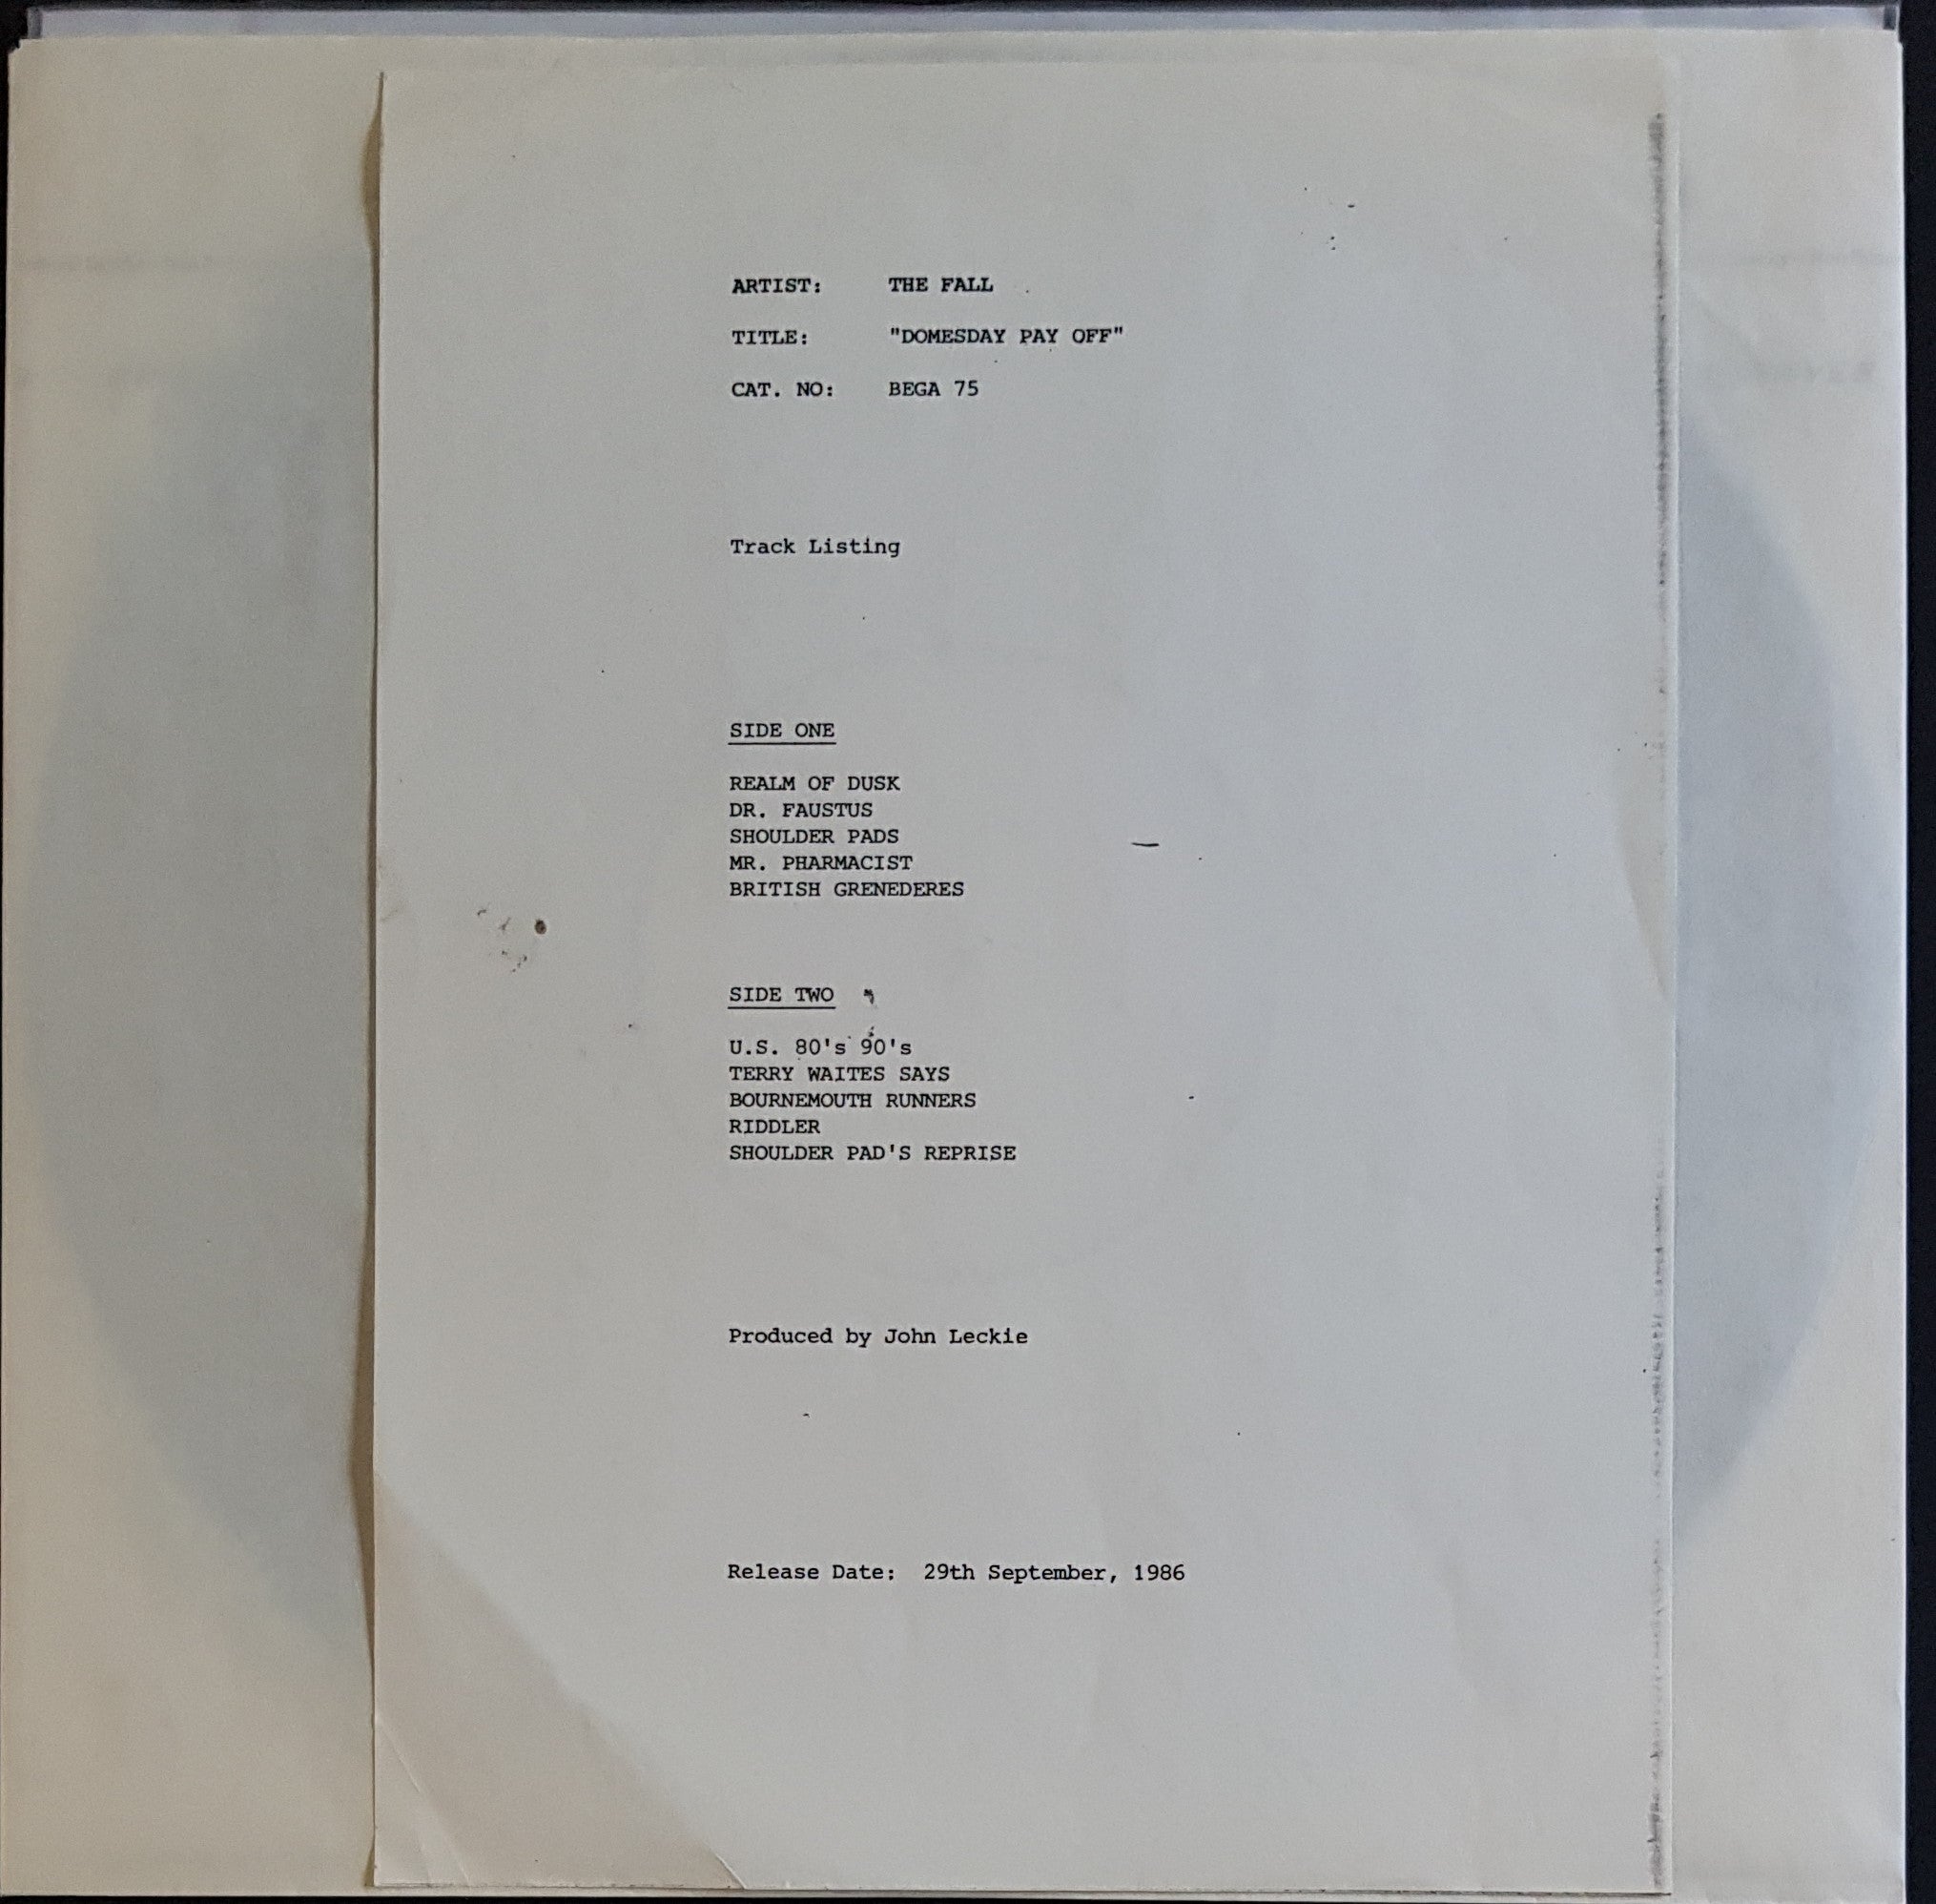 ARTIST: THE FALL
TITLE: "DOMESDAY PAY OFF"
CAT. NO: BEGA 75
Track Listing
SIDE ONE
REALM OF DUSK
DR. FAUSTUS
SHOULDER PADS
MR. PHARMACIST
BRITISH GRENEDERES
SIDE TWO
U.S. 80's 90's
TERRY WAITES SAYS
BOURNEMOUTH RUNNERS
RIDDLER
SHOULDER PAD'S REPRISE
Produced by John Leckie
Release Date: 29th September, 1986